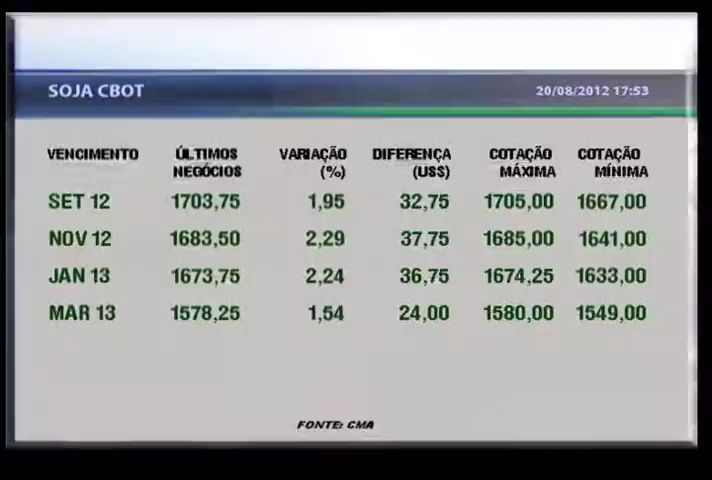 SOJA CBOT 20/08/2012 17:53
VENCIMENTO ÚLTIMOS NEGÓCIOS VARIAÇÃO (%) DIFERENÇA (US$) COTAÇÃO MÁXIMA COTAÇÃO MÍNIMA
SET 12 1703,75 1,95 32,75 1705,00 1667,00
NOV 12 1683,50 2,29 37,75 1685,00 1641,00
JAN 13 1673,75 2,24 36,75 1674,25 1633,00
MAR 13 1578,25 1,54 24,00 1580,00 1549,00
FONTE: CMA